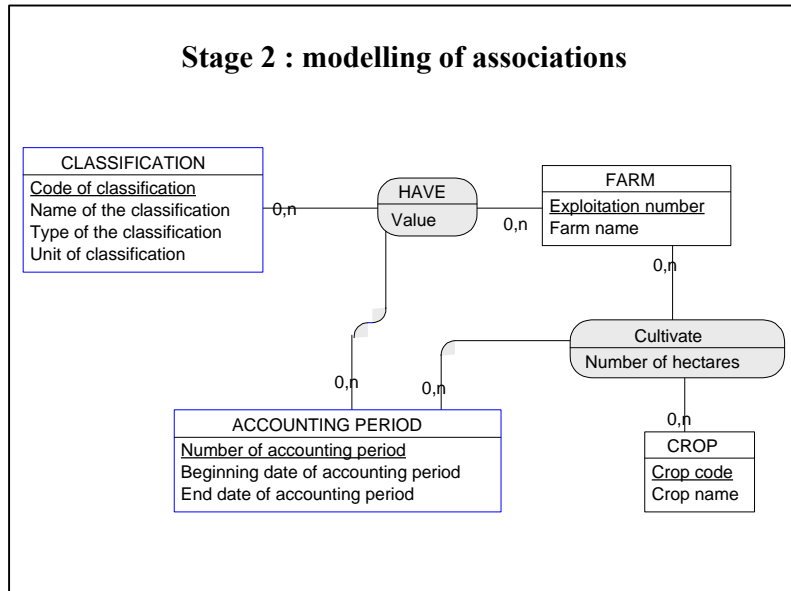 Stage 2 : modelling of associations
CLASSIFICATION
Code of classification
Name of the classification
Type of the classification
Unit of classification
0,n
HAVE
Value
0,n
FARM
Exploitation number
Farm name
0,n
Cultivate
Number of hectares
0,n
0,n
ACCOUNTING PERIOD
Number of accounting period
Beginning date of accounting period
End date of accounting period
0,n
CROP
Crop code
Crop name